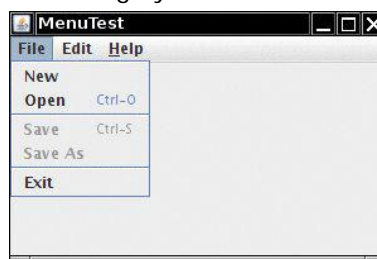 MenuTest
File Edit Help
New
Open Ctrl-O
Save Ctrl-S
Save As
Exit